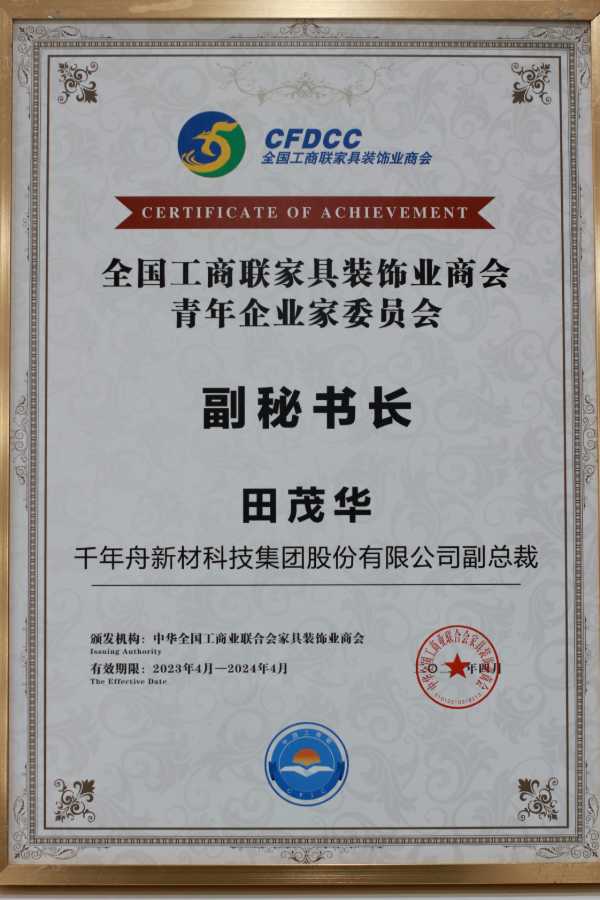 CFDCC
全国工商联家具装饰业商会
CERTIFICATE OF ACHIEVEMENT
全国工商联家具装饰业商会
青年企业家委员会
副秘书长
田茂华
千年舟新材科技集团股份有限公司副总裁
颁发机构：中华全国工商业联合会家具装饰业商会
Issuing Authority
有效期限：2023年4月—2024年4月
The Effective Date
年四月